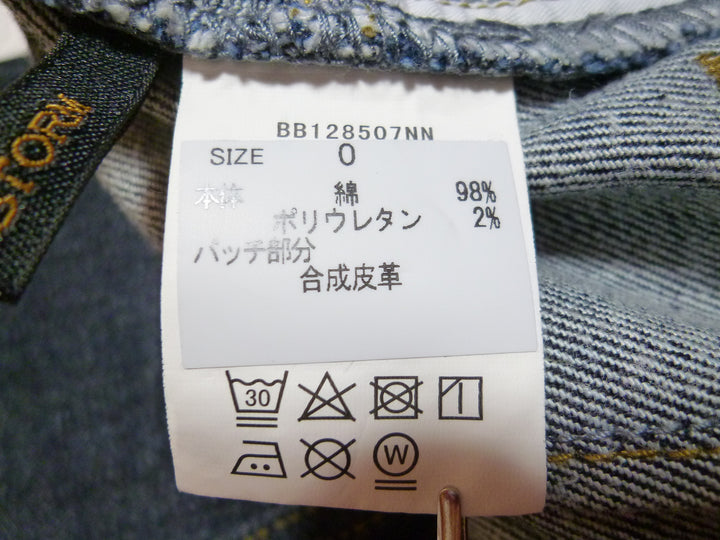 STORY
BB128507NN
SIZE 0
本体 綿 98%
ポリウレタン 2%
パッチ部分
合成皮革
30
W